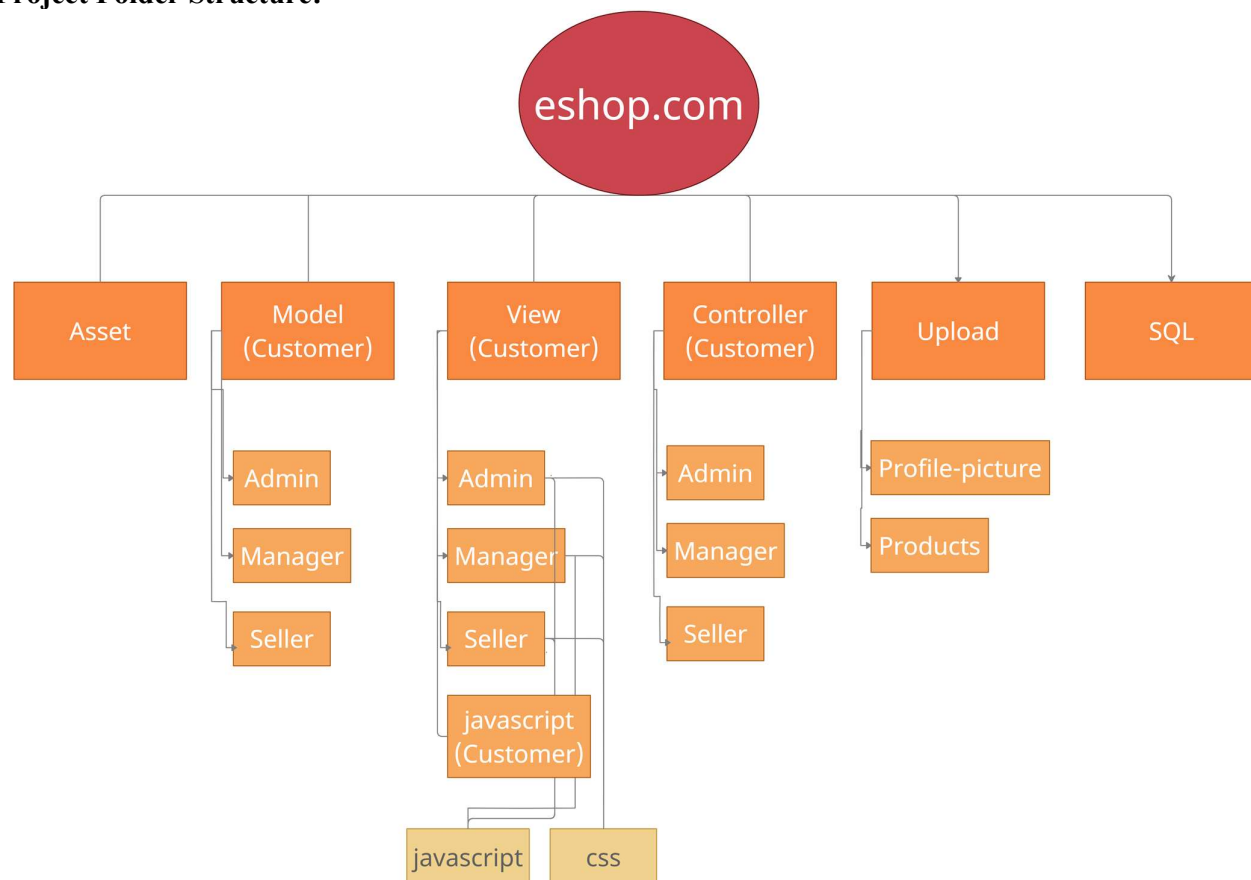 Project Folder Structure:
eshop.com
Asset
Model
(Customer)
View
(Customer)
Controller
(Customer)
Upload
SQL
Admin
Manager
Seller
Admin
Manager
Seller
javascript
(Customer)
Admin
Manager
Seller
Profile-picture
Products
javascript
css